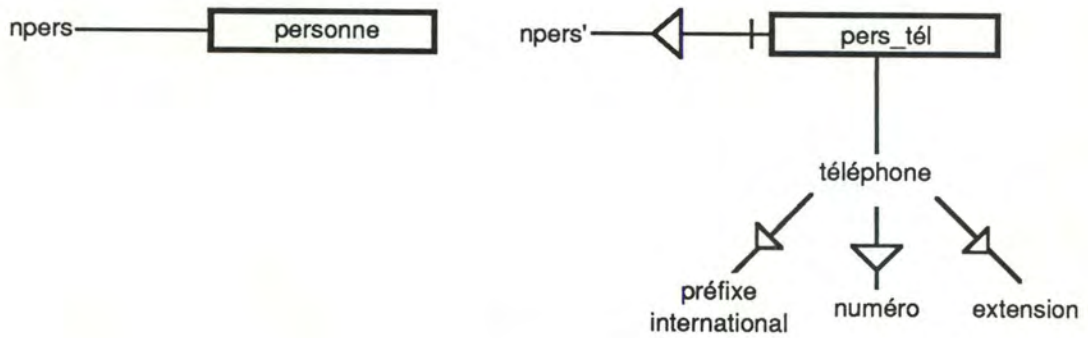 npers personne npers' pers_tél
téléphone
préfixe
international numéro extension